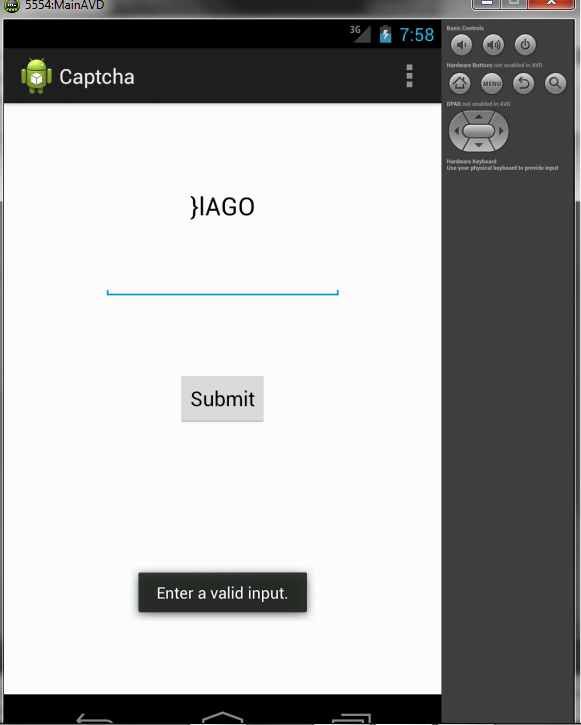 5554:MainAVD
3G 7:58
Captcha
}lAGO
Submit
Enter a valid input.
Basic Controls
Hardware Buttons not enabled in AVD
MENU
DPAD not enabled in AVD
Hardware Keyboard
Use your physical keyboard to provide input